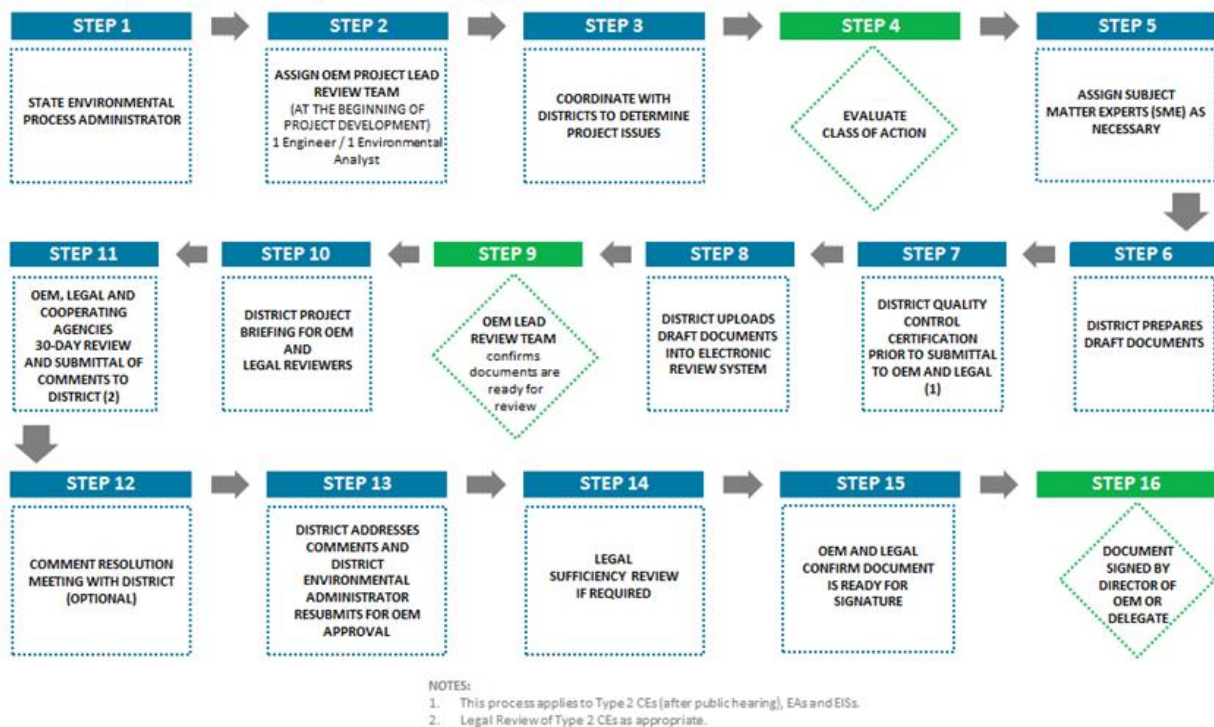 STEP 1
STATE ENVIRONMENTAL
PROCESS ADMINISTRATOR
STEP 2
ASSIGN OEM PROJECT LEAD
REVIEW TEAM
(AT THE BEGINNING OF
PROJECT DEVELOPMENT)
1 Engineer / 1 Environmental
Analyst
STEP 3
COORDINATE WITH
DISTRICTS TO DETERMINE
PROJECT ISSUES
STEP 4
EVALUATE
CLASS OF ACTION
STEP 5
ASSIGN SUBJECT
MATTER EXPERTS (SME) AS
NECESSARY
STEP 6
DISTRICT PREPARES
DRAFT DOCUMENTS
STEP 7
DISTRICT QUALITY
CONTROL
CERTIFICATION
PRIOR TO SUBMITTAL
TO OEM AND LEGAL
(1)
STEP 8
DISTRICT UPLOADS
DRAFT DOCUMENTS
INTO ELECTRONIC
REVIEW SYSTEM
STEP 9
OEM LEAD
REVIEW TEAM
confirms
documents are
ready for
review
STEP 10
DISTRICT PROJECT
BRIEFING FOR OEM
AND
LEGAL REVIEWERS
STEP 11
OEM, LEGAL AND
COOPERATING
AGENCIES
30-DAY REVIEW
AND SUBMITTAL OF
COMMENTS TO
DISTRICT (2)
STEP 12
COMMENT RESOLUTION
MEETING WITH DISTRICT
(OPTIONAL)
STEP 13
DISTRICT ADDRESSES
COMMENTS AND
DISTRICT
ENVIRONMENTAL
ADMINISTRATOR
RESUBMITS FOR OEM
APPROVAL
STEP 14
LEGAL
SUFFICIENCY REVIEW
IF REQUIRED
STEP 15
OEM AND LEGAL
CONFIRM DOCUMENT
IS READY FOR
SIGNATURE
STEP 16
DOCUMENT
SIGNED BY
DIRECTOR OF
OEM OR
DELEGATE
NOTES:
1. This process applies to Type 2 CEs (after public hearing), EAs and EISs.
2. Legal Review of Type 2 CEs as appropriate.